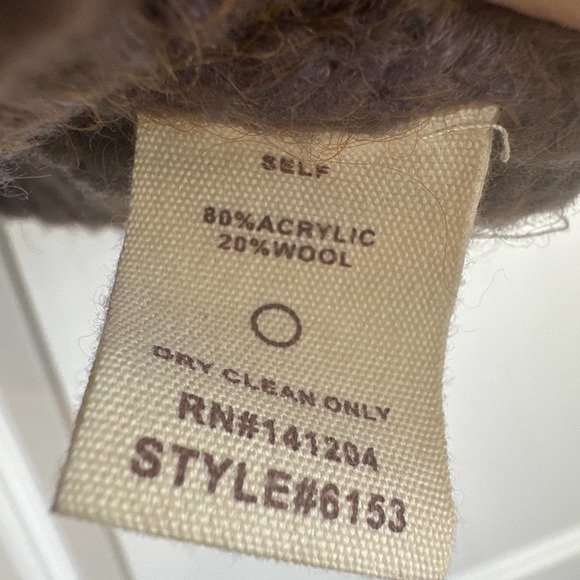 SELF
80%ACRYLIC
20%WOOL
DRY CLEAN ONLY
RN#141204
STYLE#6153